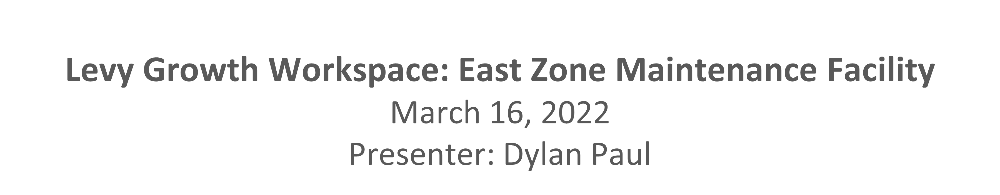 Levy Growth Workspace: East Zone Maintenance Facility
March 16, 2022
Presenter: Dylan Paul